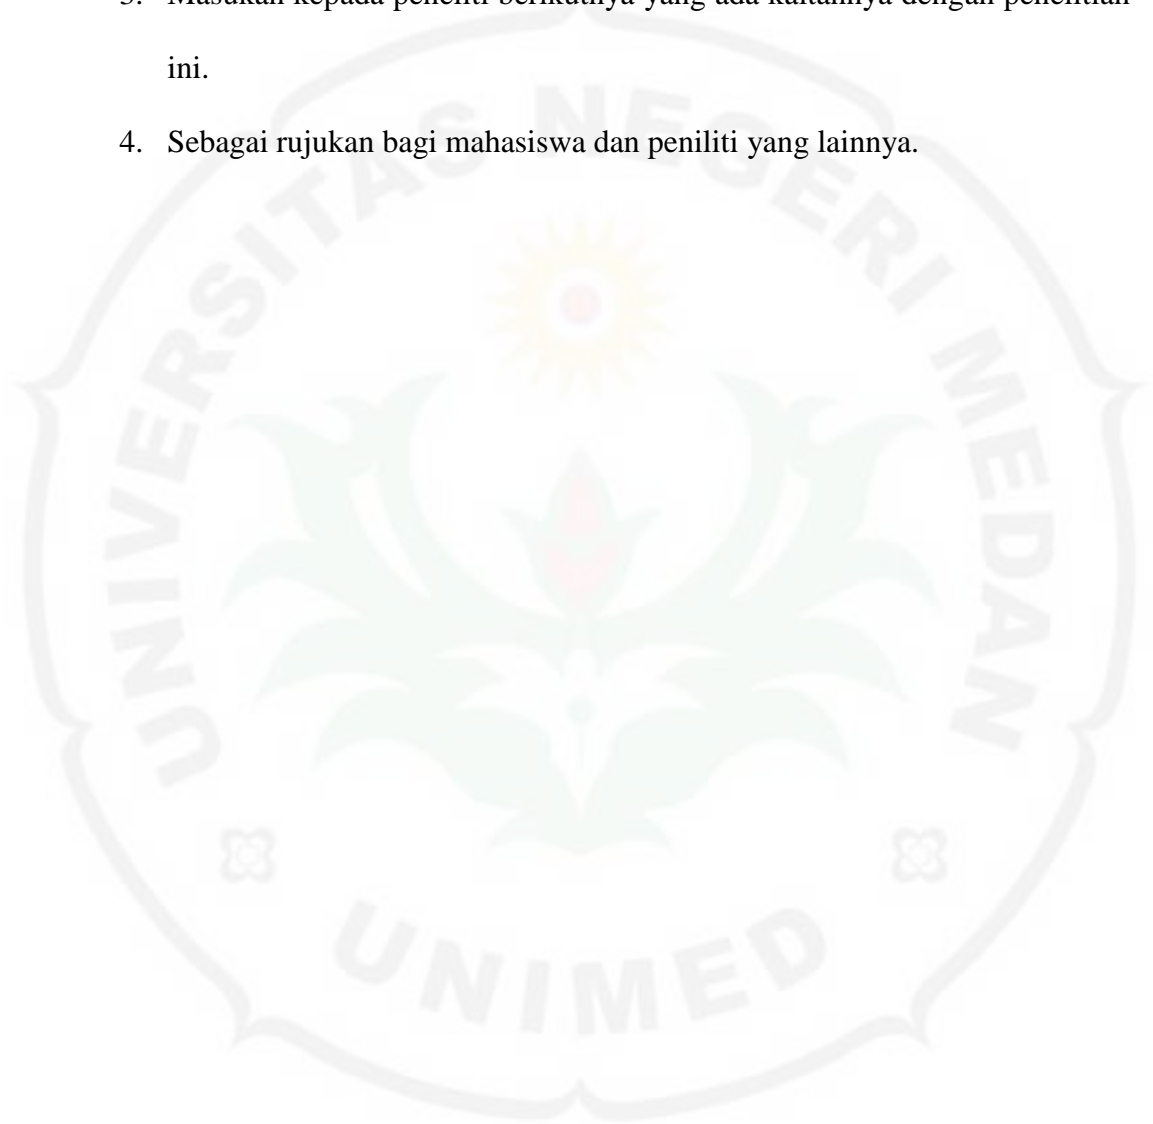 3. Masukan kepada peneliti berikutnya yang ada kaitannya dengan penelitian
ini.
4. Sebagai rujukan bagi mahasiswa dan peniliti yang lainnya.
UNIVERSITAS NEGERI MEDAN
UNIMED